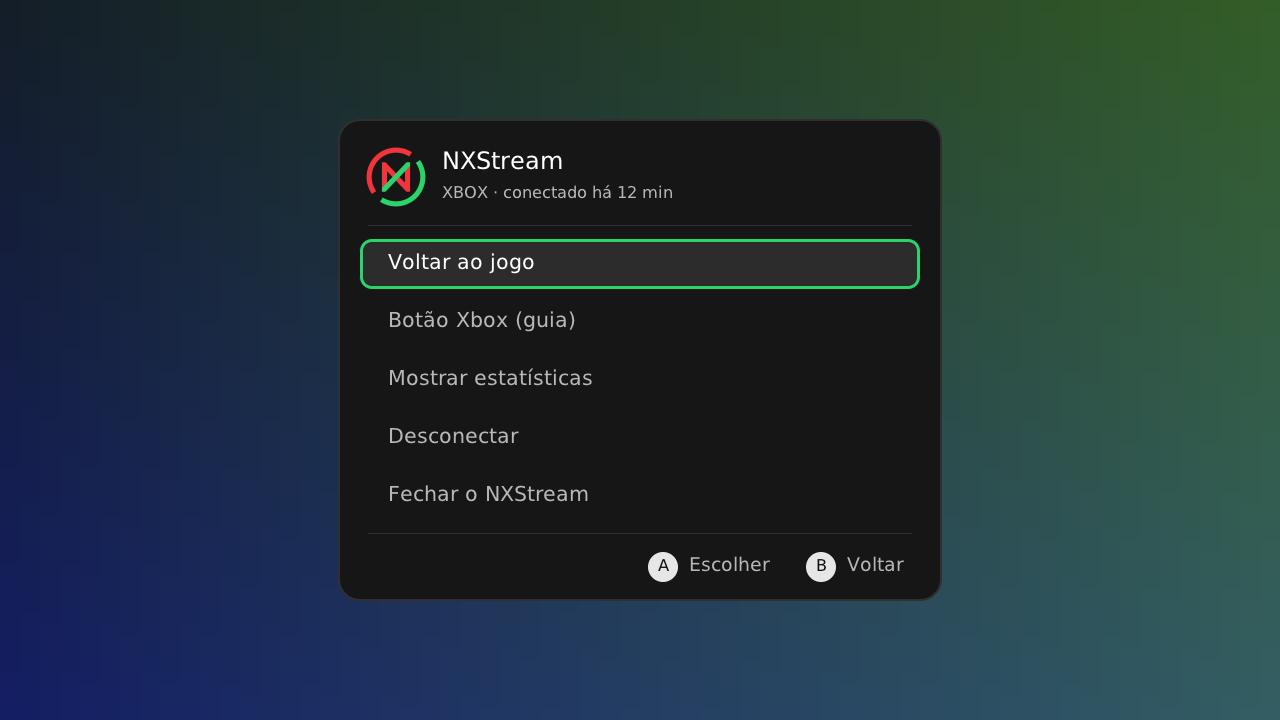 NXStream
XBOX · conectado há 12 min
Voltar ao jogo
Botão Xbox (guia)
Mostrar estatísticas
Desconectar
Fechar o NXStream
A Escolher B Voltar